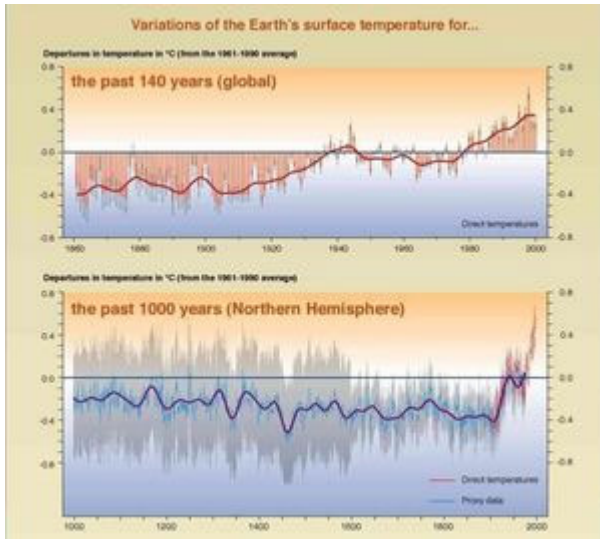 Variations of the Earth's surface temperature for...
Departures in temperature in °C (from the 1961-1990 average)
the past 140 years (global)
0.8 0.8
0.4 0.4
0.0 0.0
-0.4 -0.4
-0.8 -0.8
Direct temperatures
1860 1880 1900 1920 1940 1960 1980 2000
Departures in temperature in °C (from the 1961-1990 average)
the past 1000 years (Northern Hemisphere)
0.8 0.8
0.4 0.4
0.0 0.0
-0.4 -0.4
-0.8 -0.8
Direct temperatures
Proxy data
1000 1200 1400 1600 1800 2000